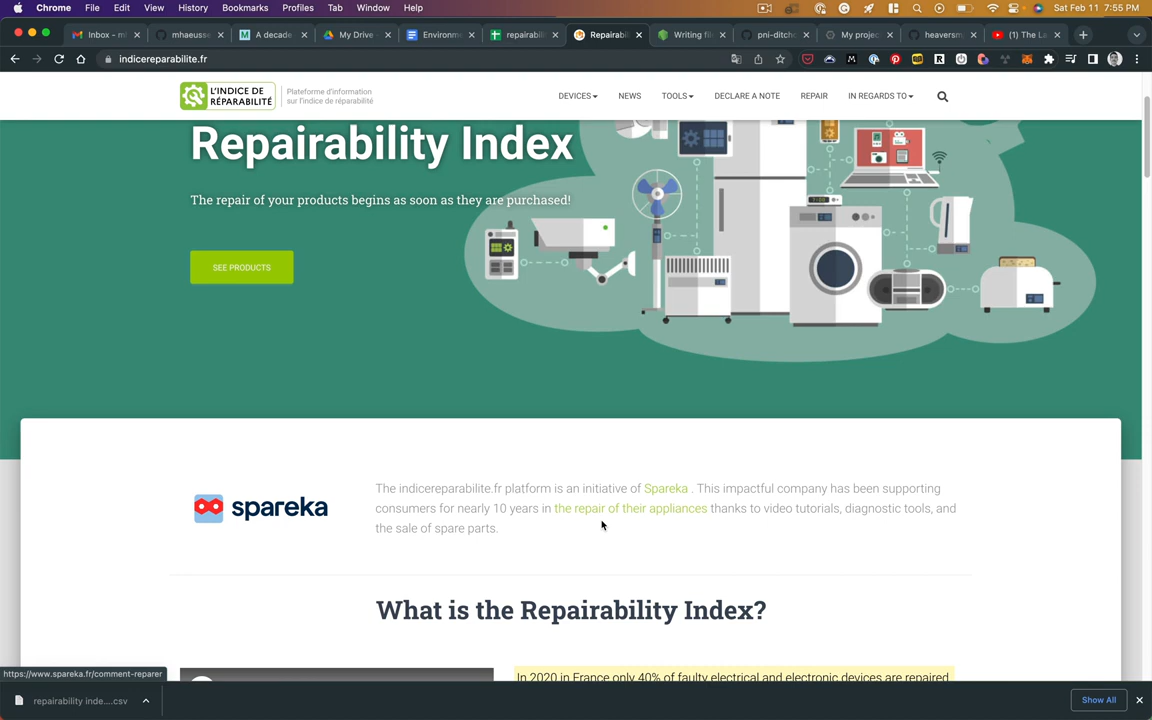 Chrome File Edit View History Bookmarks Profiles Tab Window Help Sat Feb 11 7:55 PM
Inbox - m
mhaeusse
A decade
My Drive -
Environm
repairabili
Repairabil
Writing fil
pni-ditcho
My projec
heaversm
(1) The La
indicereparabilite.fr
L'INDICE DE
RÉPARABILITÉ
Plateforme d'information
sur l'indice de réparabilité
DEVICES NEWS TOOLS DECLARE A NOTE REPAIR IN REGARDS TO
Repairability Index
The repair of your products begins as soon as they are purchased!
SEE PRODUCTS
spareka
The indicereparabilite.fr platform is an initiative of Spareka . This impactful company has been supporting
consumers for nearly 10 years in the repair of their appliances thanks to video tutorials, diagnostic tools, and
the sale of spare parts.
What is the Repairability Index?
In 2020 in France only 40% of faulty electrical and electronic devices are repaired
https://www.spareka.fr/comment-reparer
repairability inde....csv
Show All